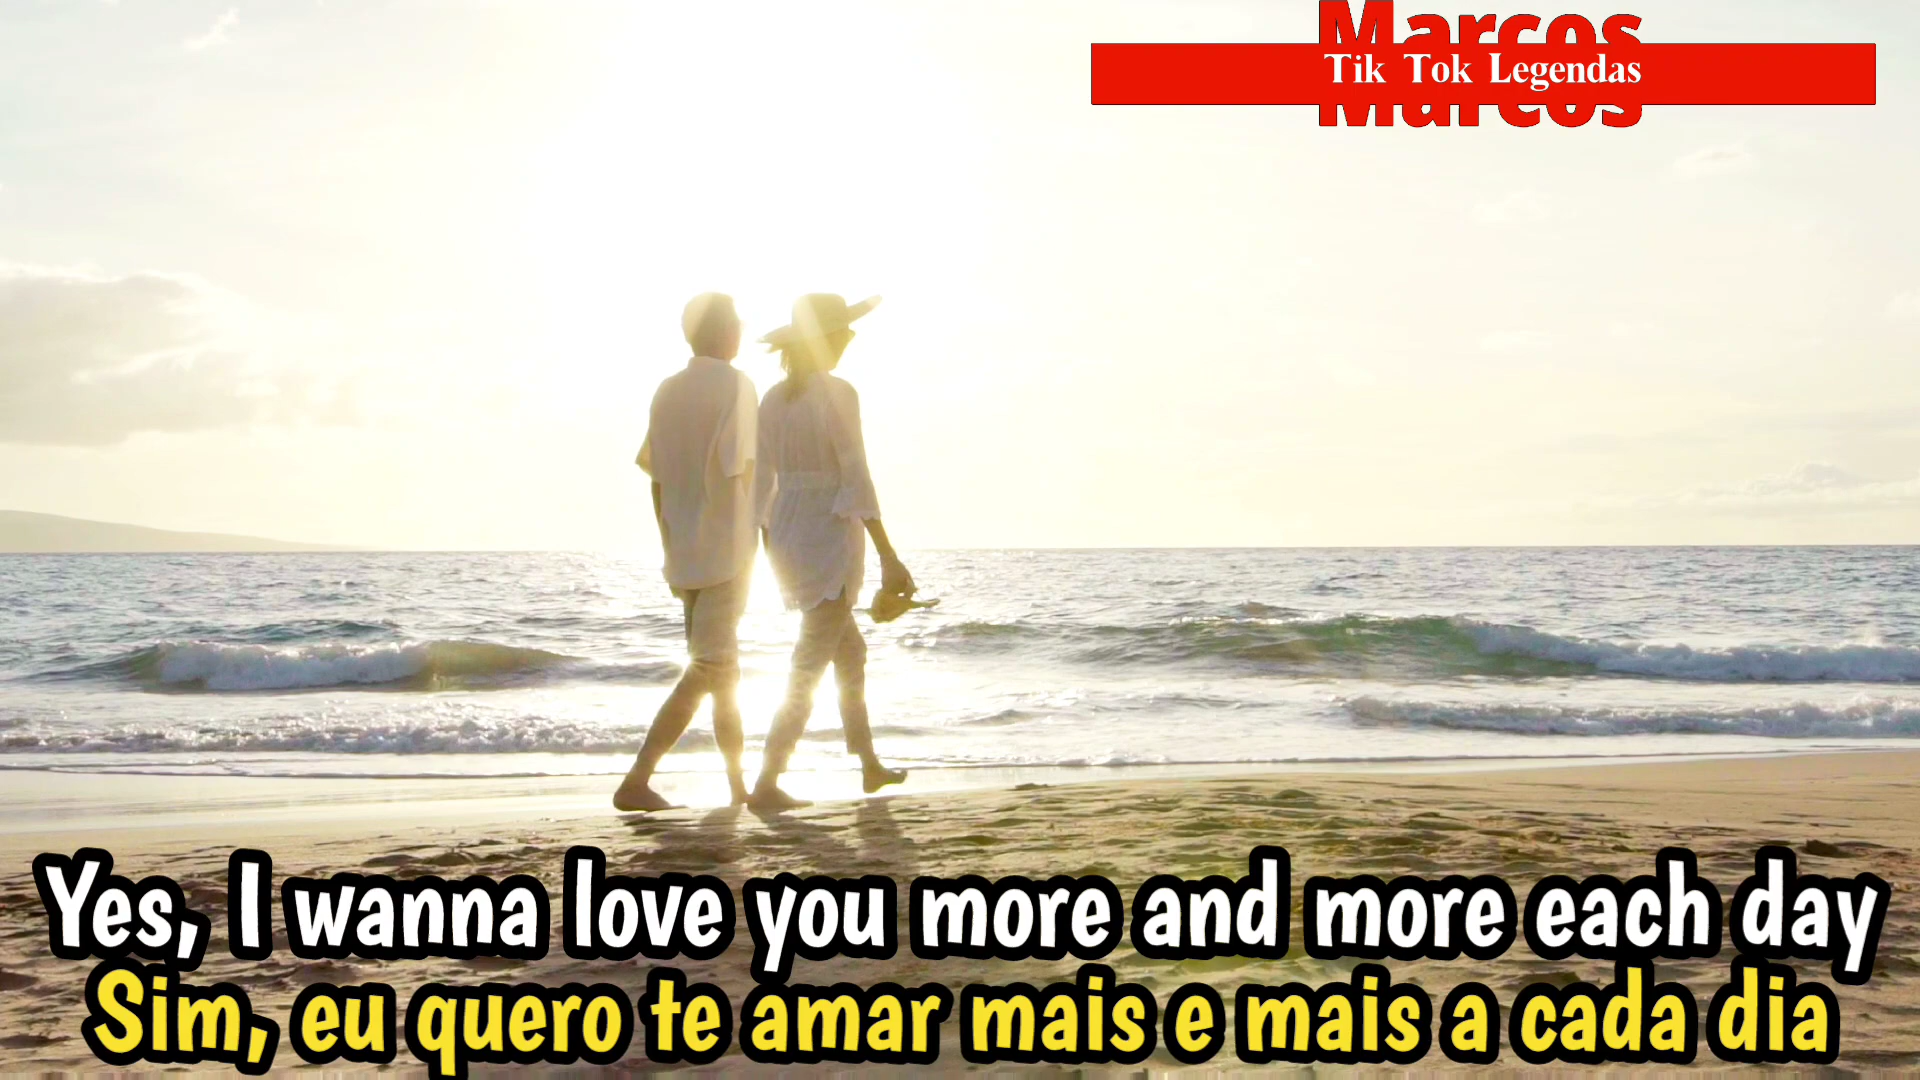 Marcos
Tik Tok Legendas
Marcos
Yes, I wanna love you more and more each day
Sim, eu quero te amar mais e mais a cada dia